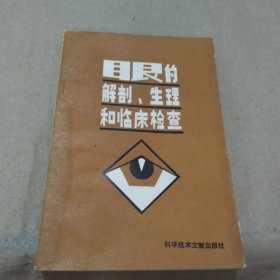 眼的
解剖、生理
和临床检查
科学技术文献出版社